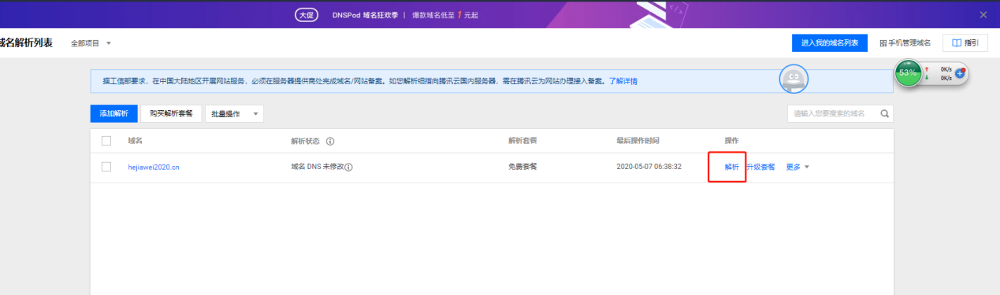 大促 DNSPod 域名狂欢季 | 爆款域名低至 1 元起
域名解析列表 全部项目 进入我的域名列表 手机管理域名 指引
据工信部要求，在中国大陆地区开展网站服务，必须在服务器提供商处完成域名/网站备案。如您解析细指向腾讯云国内服务器，需在腾讯云为网站办理接入备案。了解详情
53% 0K/s
0K/s
添加解析 购买解析套餐 批量操作 请输入您要搜索的域名
域名 解析状态 解析套餐 最后操作时间 操作
hejiawei2020.cn 域名 DNS 未修改 免费套餐 2020-05-07 06:38:32 解析 升级套餐 更多